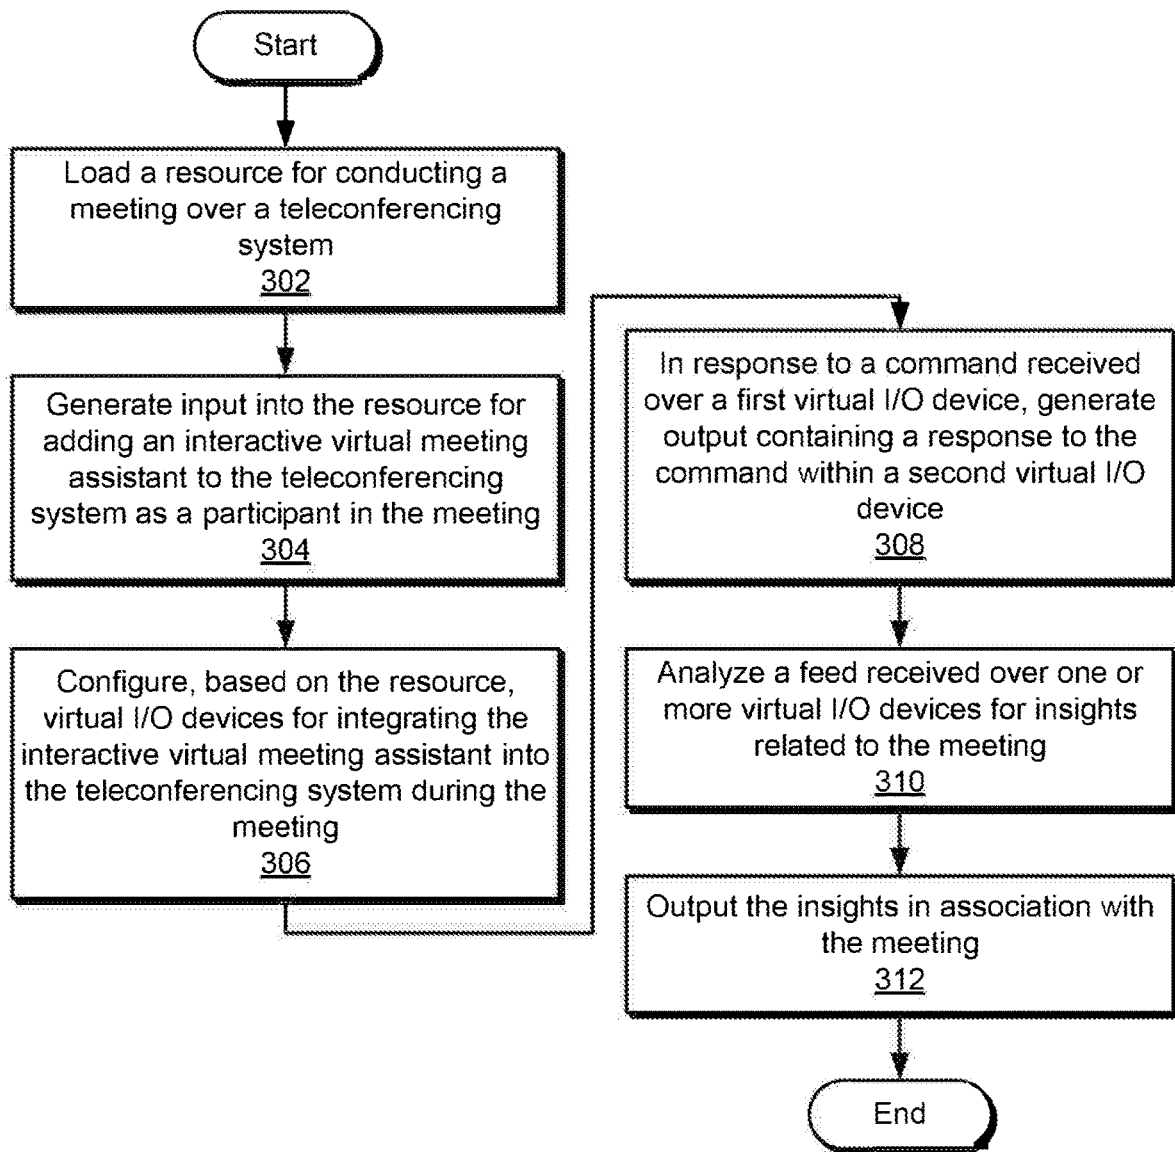 Start
Load a resource for conducting a
meeting over a teleconferencing
system
302
Generate input into the resource for
adding an interactive virtual meeting
assistant to the teleconferencing
system as a participant in the meeting
304
Configure, based on the resource,
virtual I/O devices for integrating the
interactive virtual meeting assistant into
the teleconferencing system during the
meeting
306
In response to a command received
over a first virtual I/O device, generate
output containing a response to the
command within a second virtual I/O
device
308
Analyze a feed received over one or
more virtual I/O devices for insights
related to the meeting
310
Output the insights in association with
the meeting
312
End